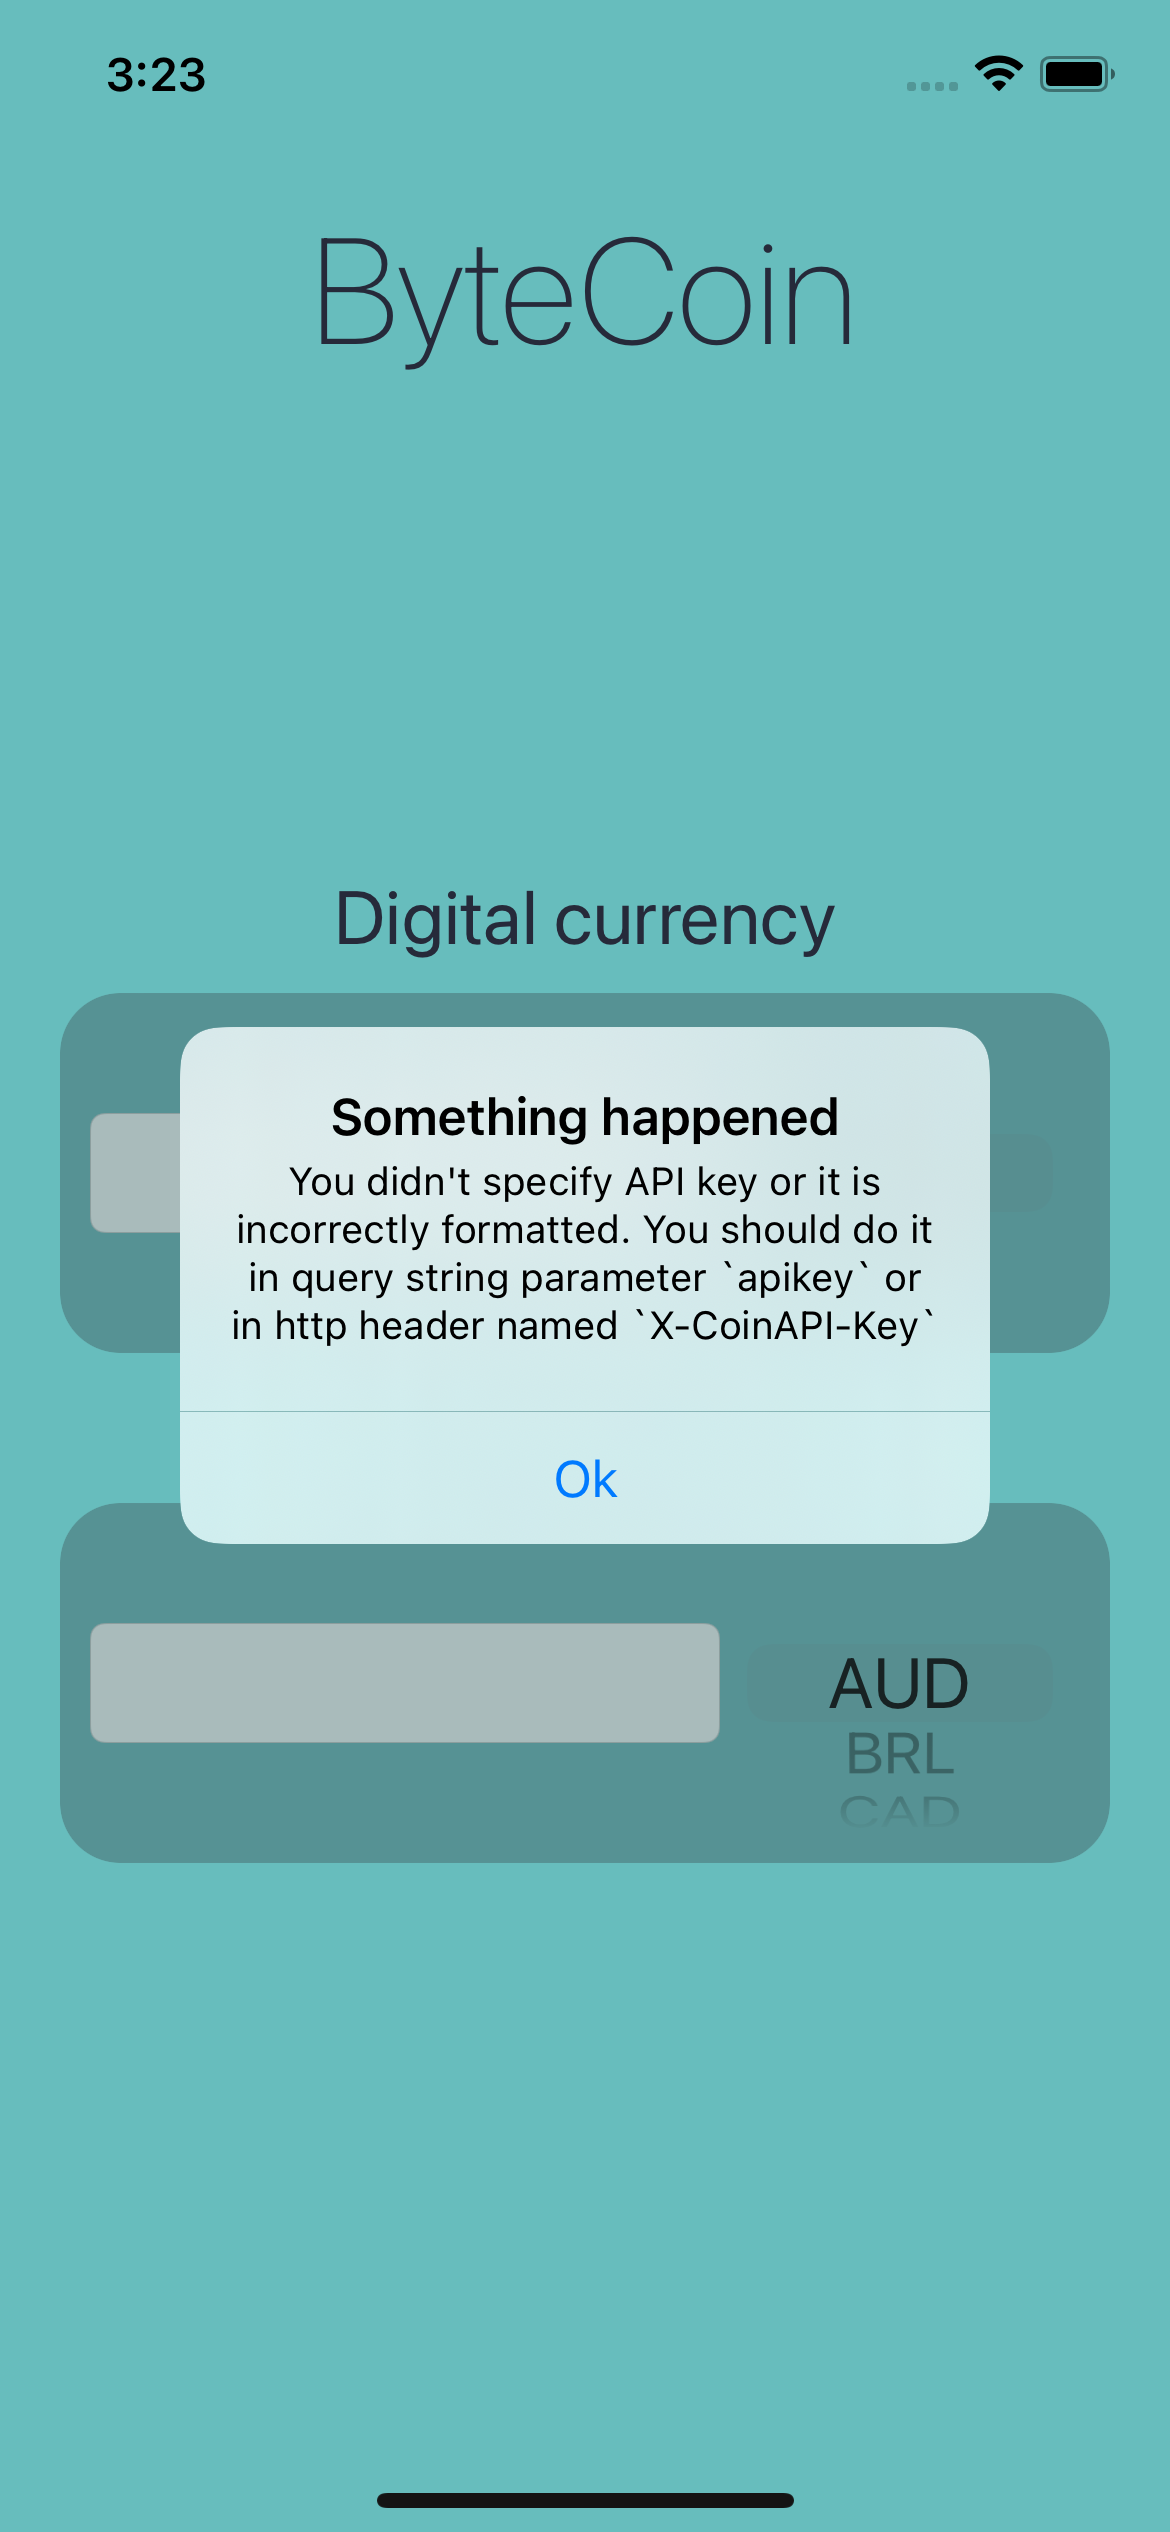 3:23
ByteCoin
Digital currency
Something happened
You didn't specify API key or it is
incorrectly formatted. You should do it
in query string parameter `apikey` or
in http header named `X-CoinAPI-Key`
Ok
AUD
BRL
CAD